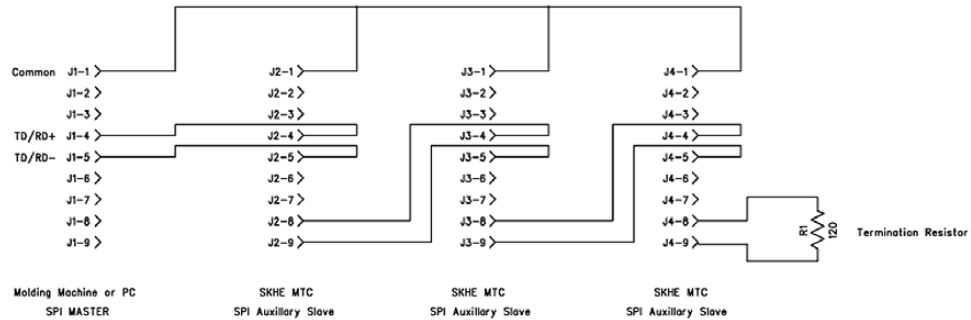 Common J1-1 J2-1 J3-1 J4-1
J1-2 J2-2 J3-2 J4-2
J1-3 J2-3 J3-3 J4-3
TD/RD+ J1-4 J2-4 J3-4 J4-4
TD/RD- J1-5 J2-5 J3-5 J4-5
J1-6 J2-6 J3-6 J4-6
J1-7 J2-7 J3-7 J4-7
J1-8 J2-8 J3-8 J4-8
J1-9 J2-9 J3-9 J4-9
R1
120
Termination Resistor
Molding Machine or PC SKHE MTC SKHE MTC SKHE MTC
SPI MASTER SPI Auxillary Slave SPI Auxillary Slave SPI Auxillary Slave